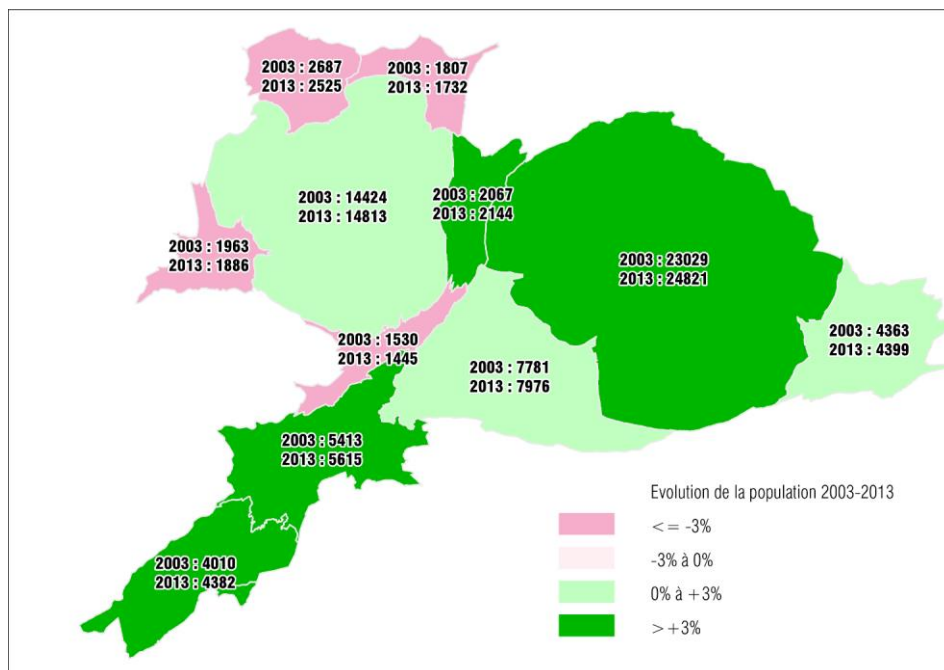 2003 : 2687
2013 : 2525
2003 : 1807
2013 : 1732
2003 : 14424
2013 : 14813
2003 : 2067
2013 : 2144
2003 : 1963
2013 : 1886
2003 : 23029
2013 : 24821
2003 : 4363
2013 : 4399
2003 : 1530
2013 : 1445
2003 : 7781
2013 : 7976
2003 : 5413
2013 : 5615
2003 : 4010
2013 : 4382
Evolution de la population 2003-2013
<= -3%
-3% à 0%
0% à +3%
>+3%